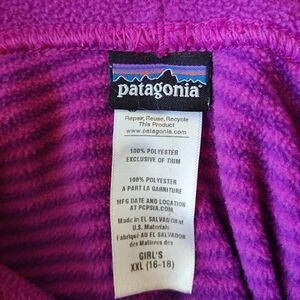 patagonia
Repair, Reuse, Recycle
This Product
www.patagonia.com
100% POLYESTER
EXCLUSIVE OF TRIM
100% POLYESTER
A PART LA GARNITURE
MFG DATE AND LOCATION
AT PCPSIA.COM
Made in EL SALVADOR of
U.S. Materials
Fabriqué AU EL SALVADOR
des Matières des
GIRL'S
XXL (16-18)